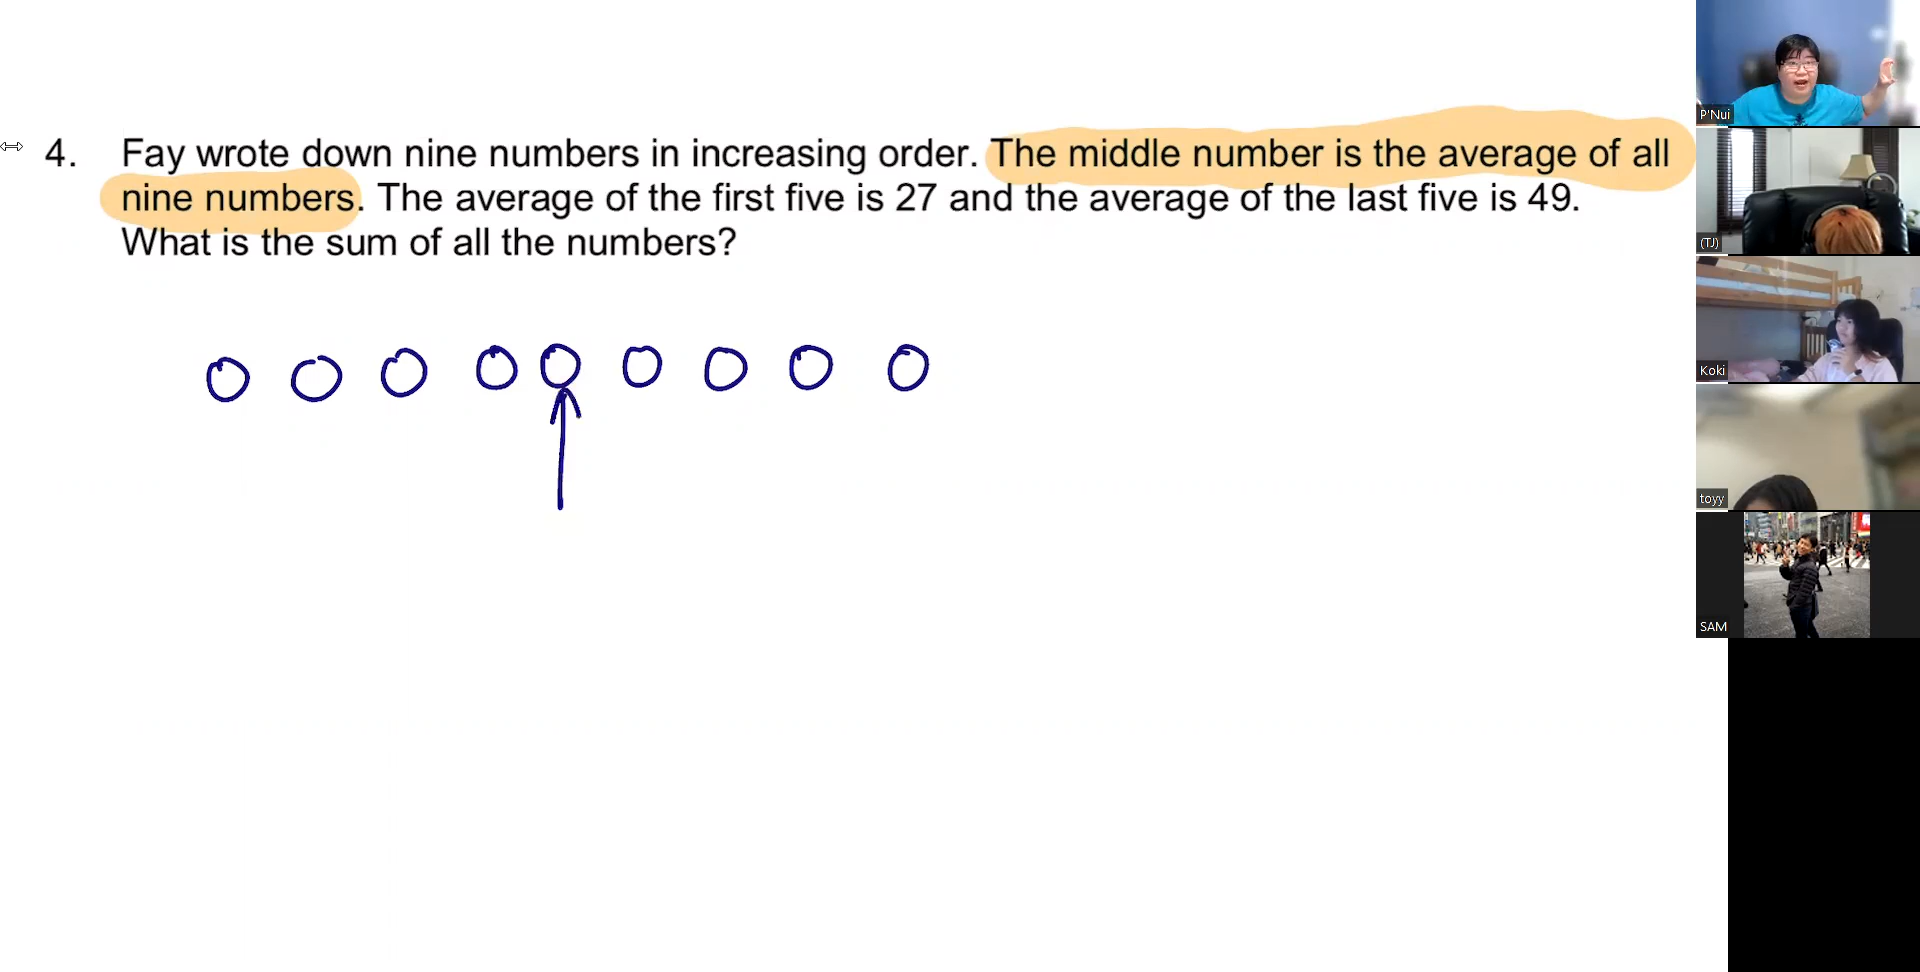 4. Fay wrote down nine numbers in increasing order. The middle number is the average of all
nine numbers. The average of the first five is 27 and the average of the last five is 49.
What is the sum of all the numbers?
P'Nui
(TJ)
Koki
toyy
SAM